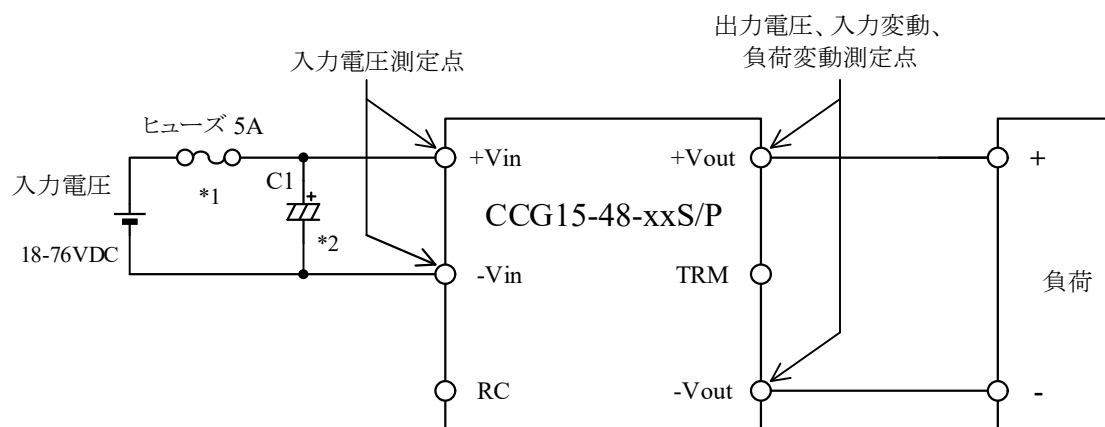 出力電圧、入力変動、
負荷変動測定点
入力電圧測定点
ヒューズ 5A
*1
入力電圧
18-76VDC
C1
+
*2
+Vin
-Vin
RC
CCG15-48-xxS/P
+Vout
TRM
-Vout
+
負荷
-